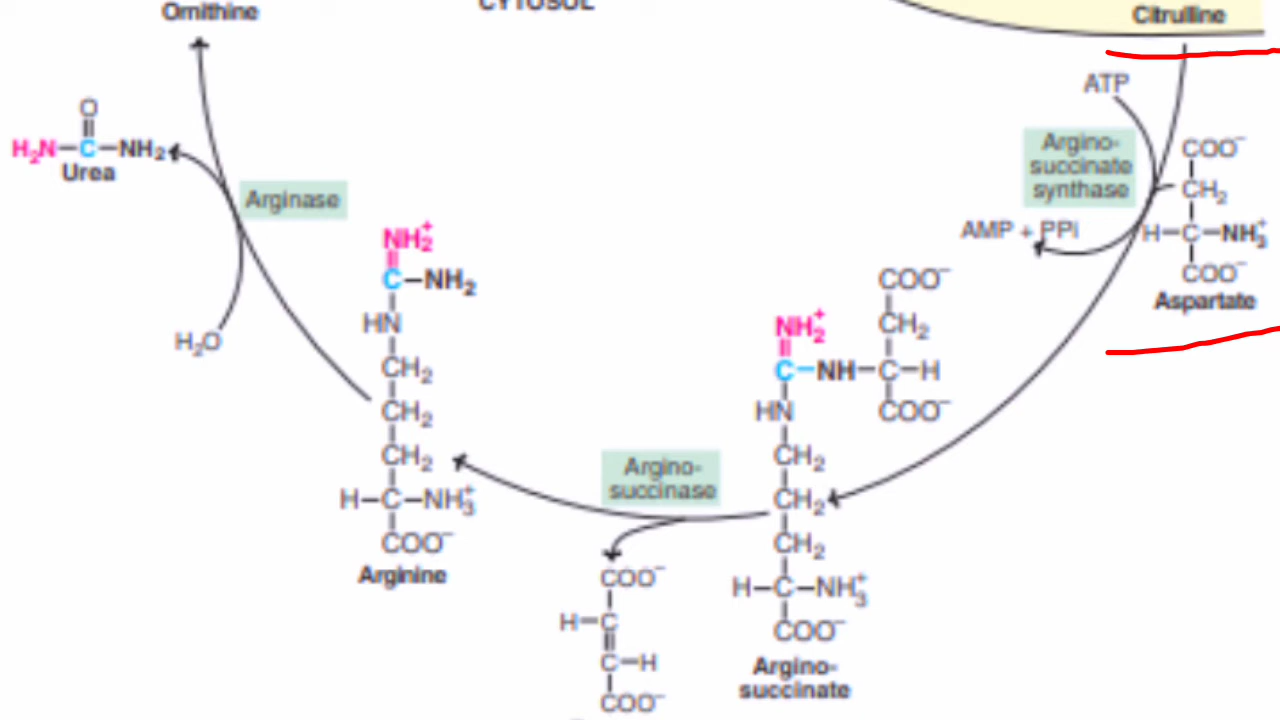 CYTOSOL
Ornithine
Citrulline
ATP
O
H₂N–C–NH₂
Urea
Arginase
Argino-
succinate
synthase
COO⁻
CH₂
H–C–NH₃⁺
COO⁻
Aspartate
AMP + PPi
NH₂⁺
C–NH₂
HN
CH₂
CH₂
CH₂
H–C–NH₃⁺
COO⁻
Arginine
H₂O
COO⁻
CH₂
NH₂⁺
C–NH–C–H
HN
COO⁻
CH₂
CH₂
CH₂
H–C–NH₃⁺
COO⁻
Argino-
succinate
Argino-
succinase
COO⁻
H–C
C–H
COO⁻